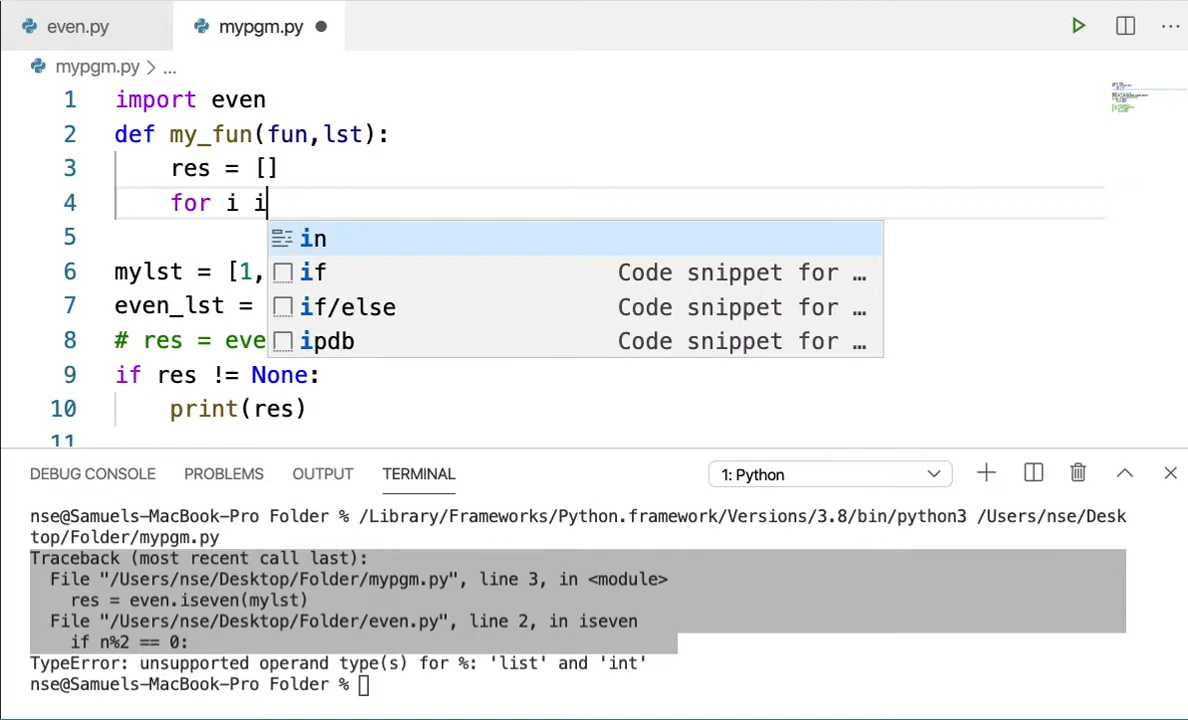 even.py mypgm.py
mypgm.py > ...
1 import even
2 def my_fun(fun,lst):
3 res = []
4 for i i
5 in
6 mylst = [1, if Code snippet for …
7 even_lst = if/else Code snippet for …
8 # res = eve ipdb Code snippet for …
9 if res != None:
10 print(res)
11
DEBUG CONSOLE PROBLEMS OUTPUT TERMINAL 1: Python
nse@Samuels-MacBook-Pro Folder % /Library/Frameworks/Python.framework/Versions/3.8/bin/python3 /Users/nse/Desk
top/Folder/mypgm.py
Traceback (most recent call last):
File "/Users/nse/Desktop/Folder/mypgm.py", line 3, in <module>
res = even.iseven(mylst)
File "/Users/nse/Desktop/Folder/even.py", line 2, in iseven
if n%2 == 0:
TypeError: unsupported operand type(s) for %: 'list' and 'int'
nse@Samuels-MacBook-Pro Folder %